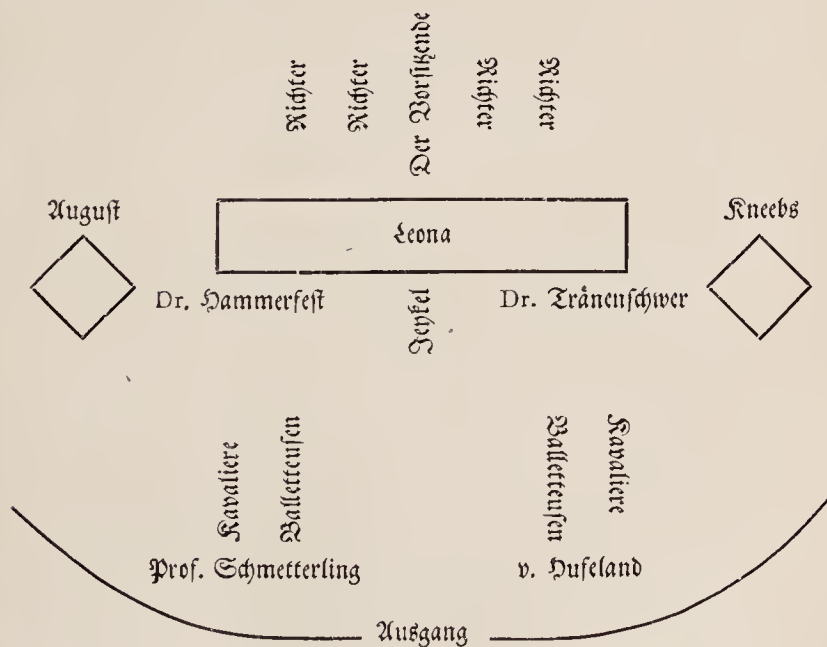 Richter
Richter
Der Vorsitzende
Richter
Richter
August
Leona
Kneebs
Dr. Hammerfest
Jeykel
Dr. Tränenschwer
Kavaliere
Balletteusen
Balletteusen
Kavaliere
Prof. Schmetterling
v. Hufeland
Ausgang